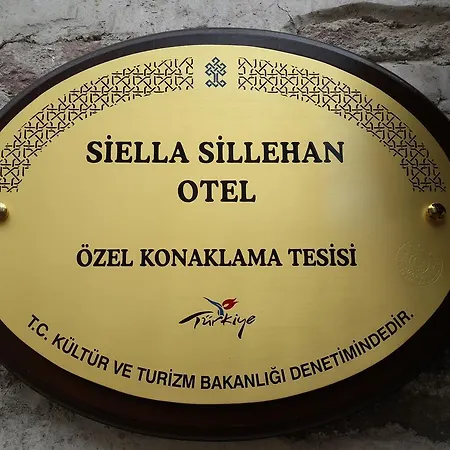 SİELLA SİLLEHAN
OTEL
ÖZEL KONAKLAMA TESİSİ
Türkiye
T.C. KÜLTÜR VE TURİZM BAKANLIĞI DENETİMİNDEDİR.